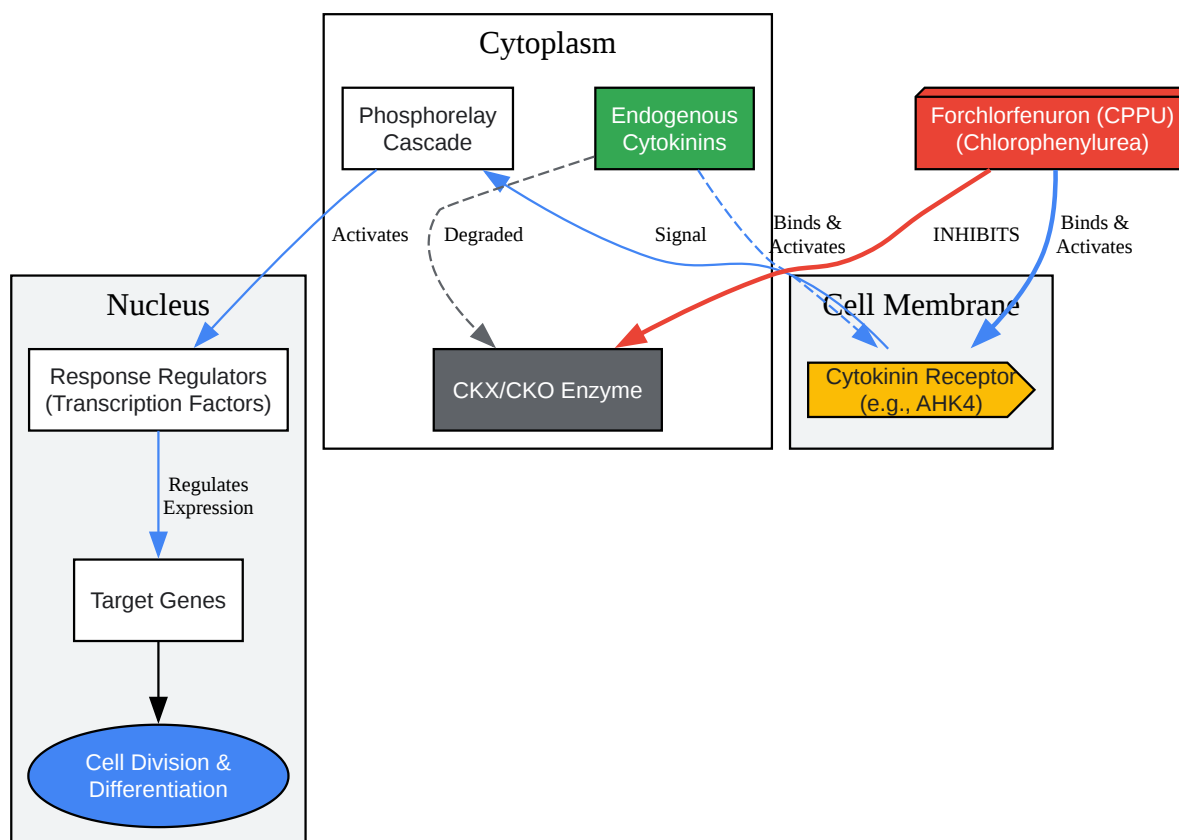 Cytoplasm
Phosphorelay
Cascade
Endogenous
Cytokinins
Forchlorfenuron (CPPU)
(Chlorophenylurea)
Activates
Degraded
Signal
Binds &
Activates
INHIBITS
Binds &
Activates
Nucleus
Cell Membrane
Response Regulators
(Transcription Factors)
CKX/CKO Enzyme
Cytokinin Receptor
(e.g., AHK4)
Regulates
Expression
Target Genes
Cell Division &
Differentiation